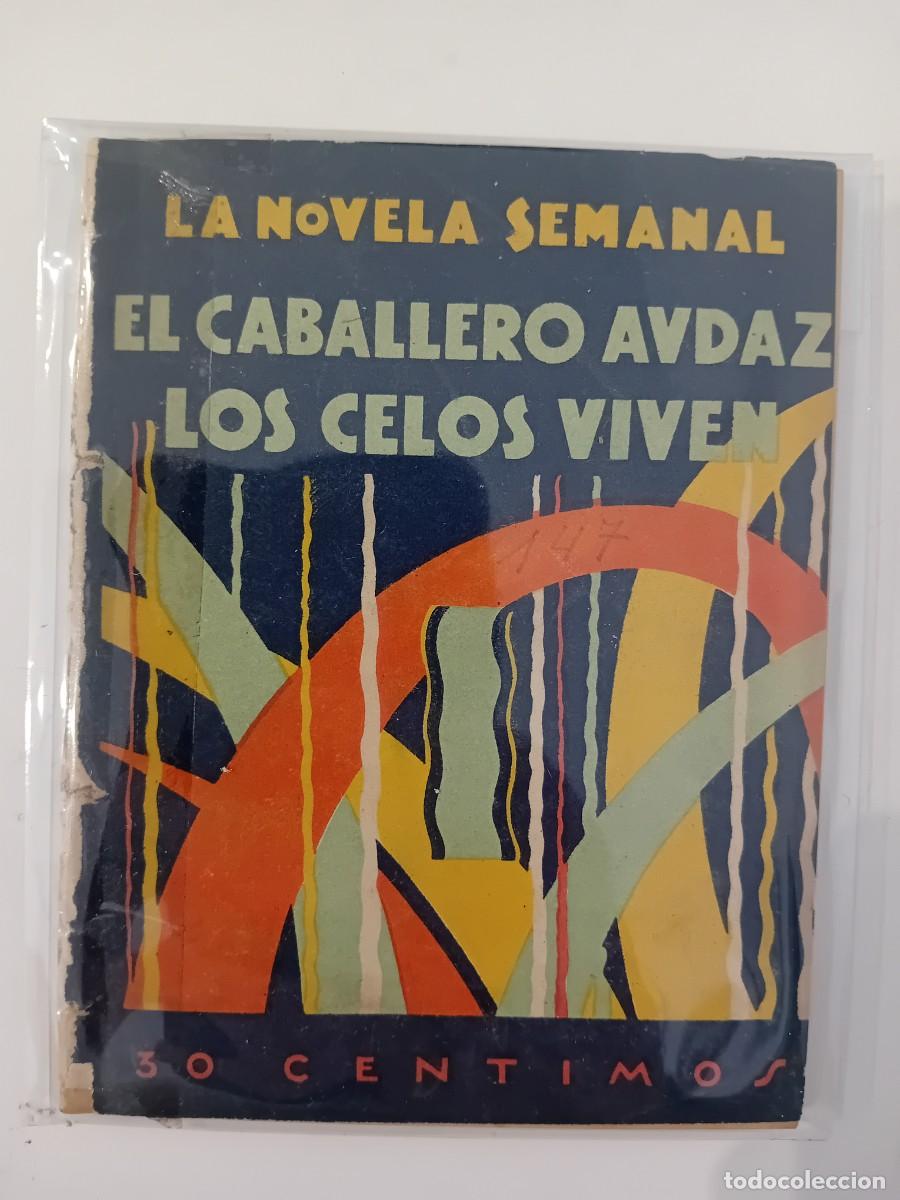 LA NoVELA SEMANAL
EL CABALLERO AVDAZ
LOS CELOS VIVEN
147
30 CENTIMOS
todocoleccion